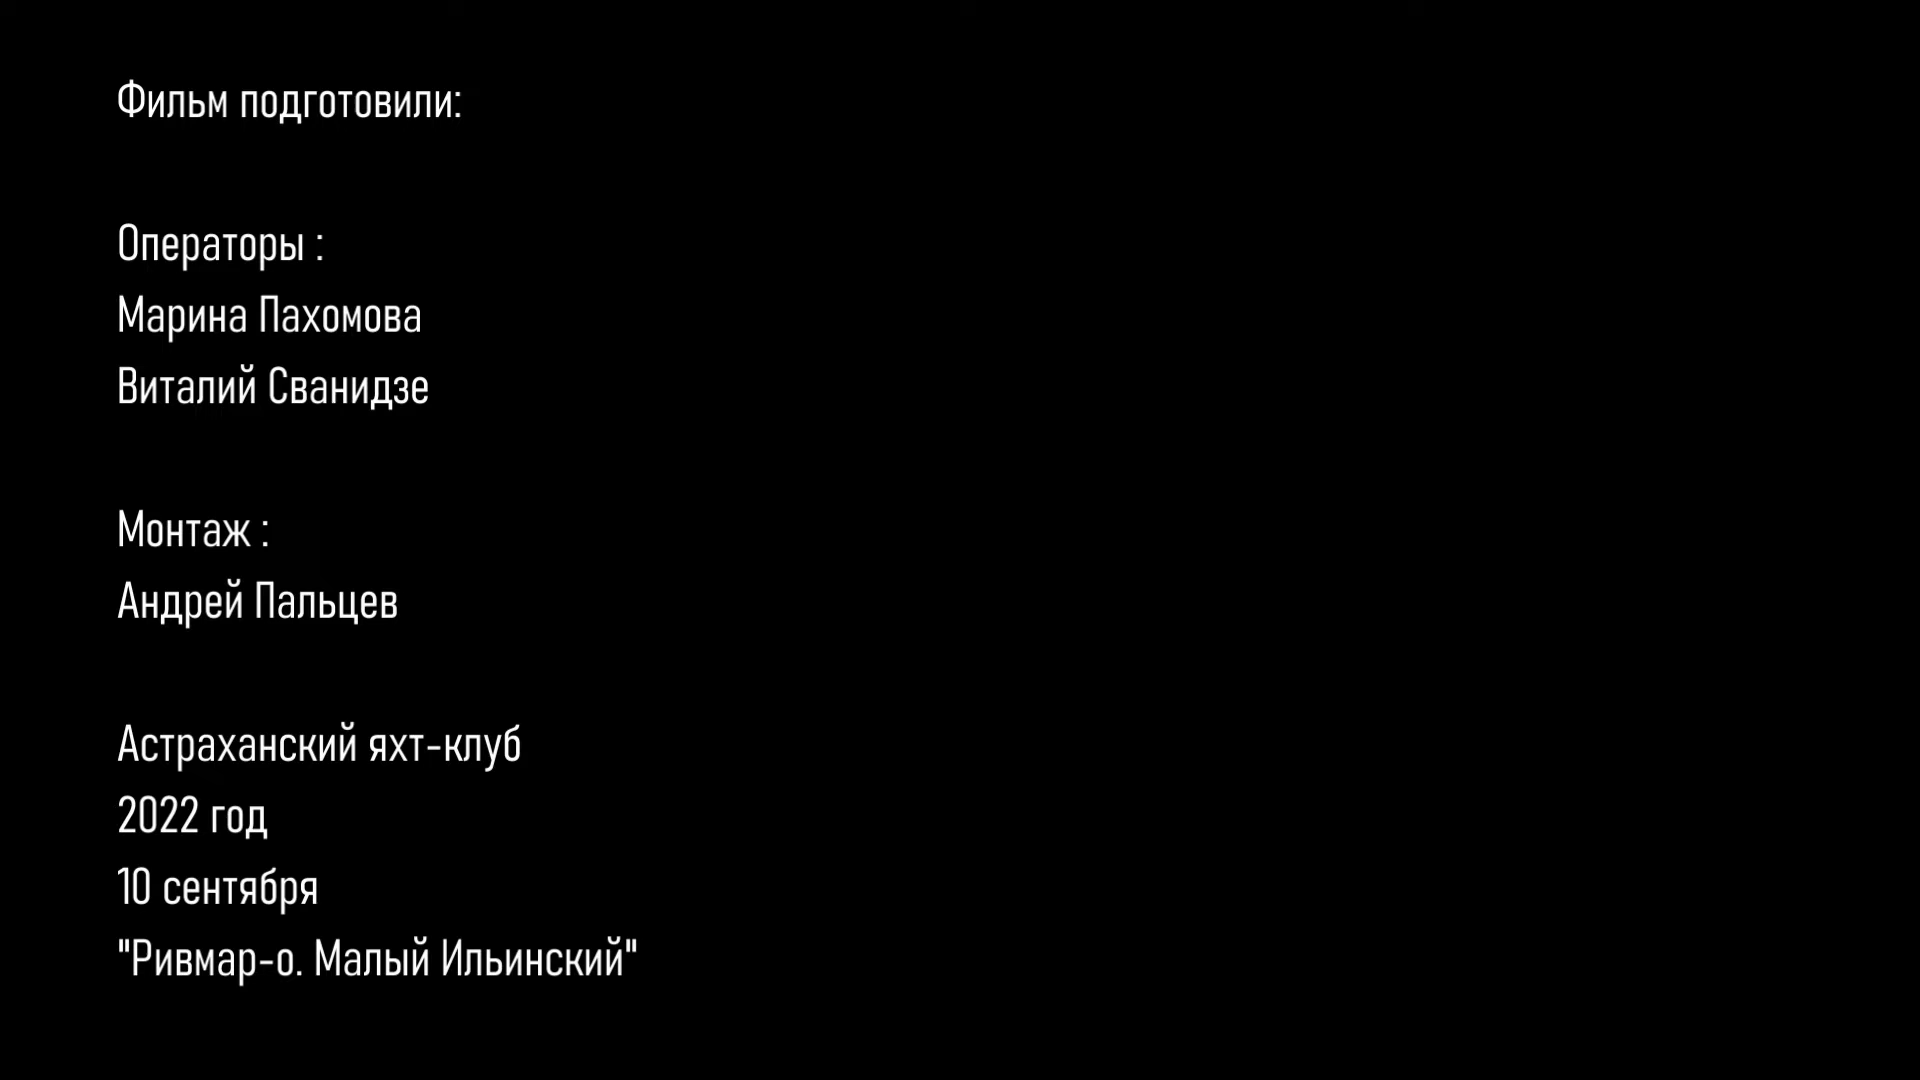 Фильм подготовили:
Операторы :
Марина Пахомова
Виталий Сванидзе
Монтаж :
Андрей Пальцев
Астраханский яхт-клуб
2022 год
10 сентября
"Ривмар-о. Малый Ильинский"